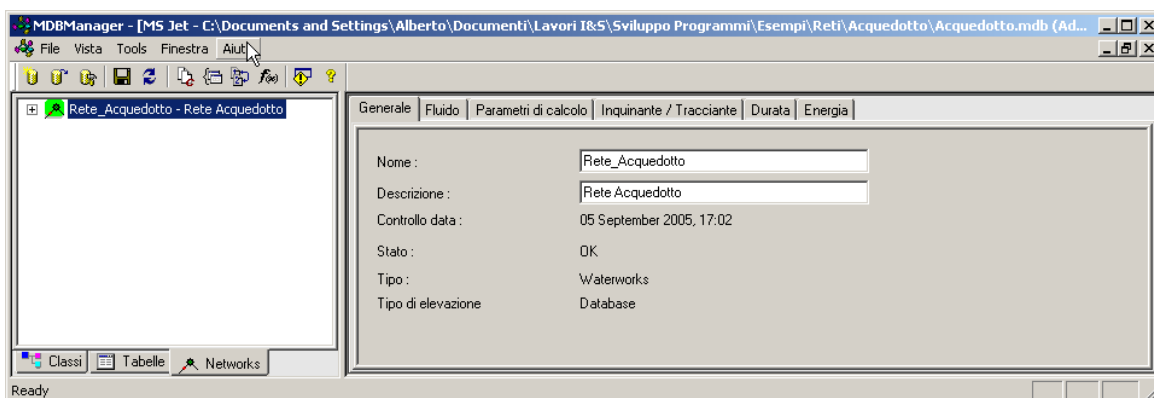 MDBManager - [MS Jet - C:\Documents and Settings\Alberto\Documenti\Lavori I&S\Sviluppo Programmi\Esempi\Reti\Acquedotto\Acquedotto.mdb (Ad...
File Vista Tools Finestra Aiut
f(x)
Rete_Acquedotto - Rete Acquedotto
Generale Fluido Parametri di calcolo Inquinante / Tracciante Durata Energia
Nome : Rete_Acquedotto
Descrizione : Rete Acquedotto
Controllo data : 05 September 2005, 17:02
Stato : OK
Tipo : Waterworks
Tipo di elevazione Database
Classi Tabelle Networks
Ready